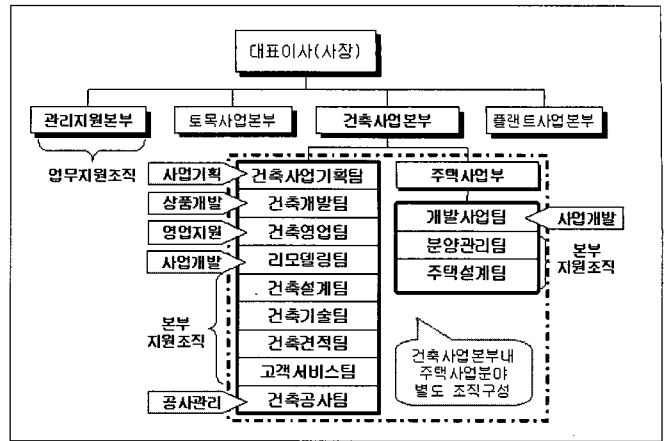 대표이사(사장)
관리지원본부
토목사업본부
건축사업본부
플랜트사업본부
업무지원조직
사업기획
건축사업기획팀
주택사업부
상품개발
건축개발팀
개발사업팀
사업개발
영업지원
건축영업팀
분양관리팀
본부
지원조직
사업개발
리모델링팀
주택설계팀
건축설계팀
본부
지원조직
건축기술팀
건축견적팀
고객서비스팀
공사관리
건축공사팀
건축사업본부내
주택사업분야
별도 조직구성